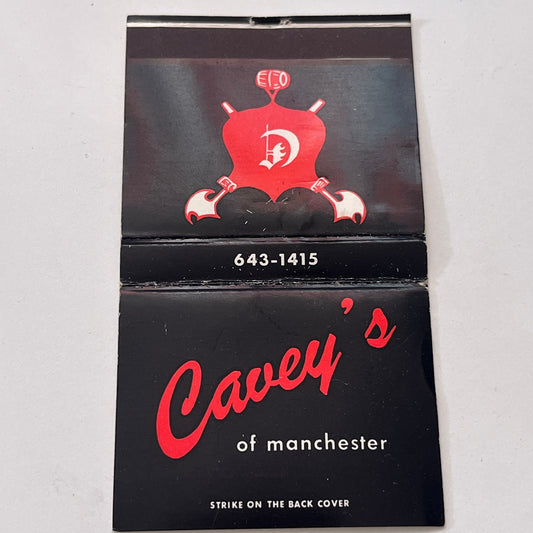 C
643-1415
Cavey's
of manchester
STRIKE ON THE BACK COVER